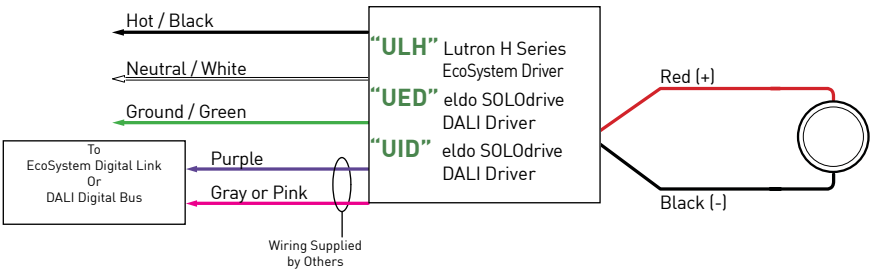 Hot / Black
Neutral / White
Ground / Green
To
EcoSystem Digital Link
Or
DALI Digital Bus
Purple
Gray or Pink
Wiring Supplied
by Others
“ULH” Lutron H Series
EcoSystem Driver
“UED” eldo SOLOdrive
DALI Driver
“UID” eldo SOLOdrive
DALI Driver
Red (+)
Black (-)